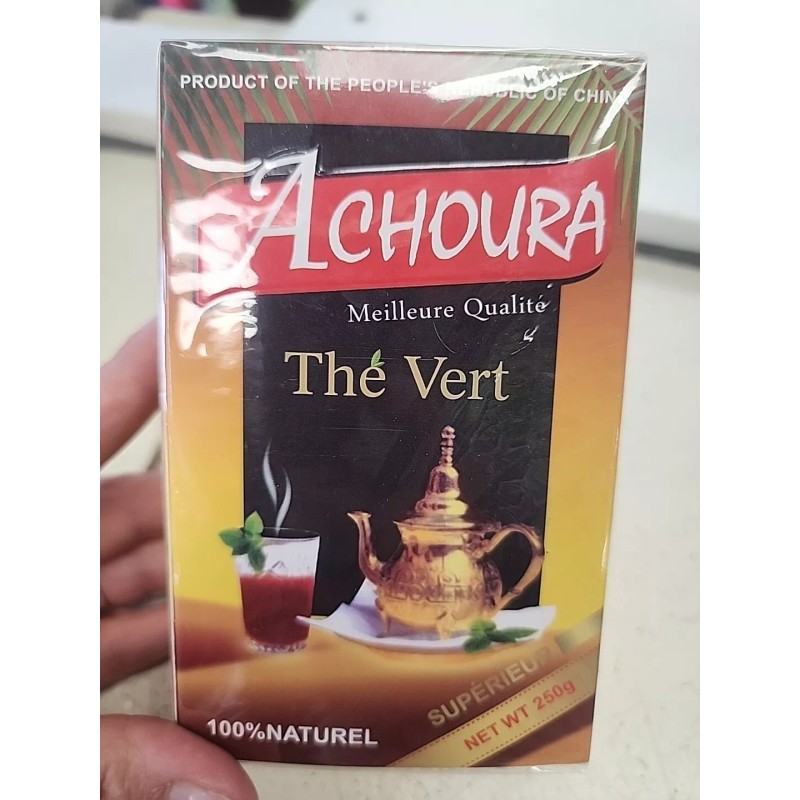 PRODUCT OF THE PEOPLE'S REPUBLIC OF CHINA
ACHOURA
Meilleure Qualité
Thé Vert
SUPÉRIEUR
NET WT 250g
100%NATUREL